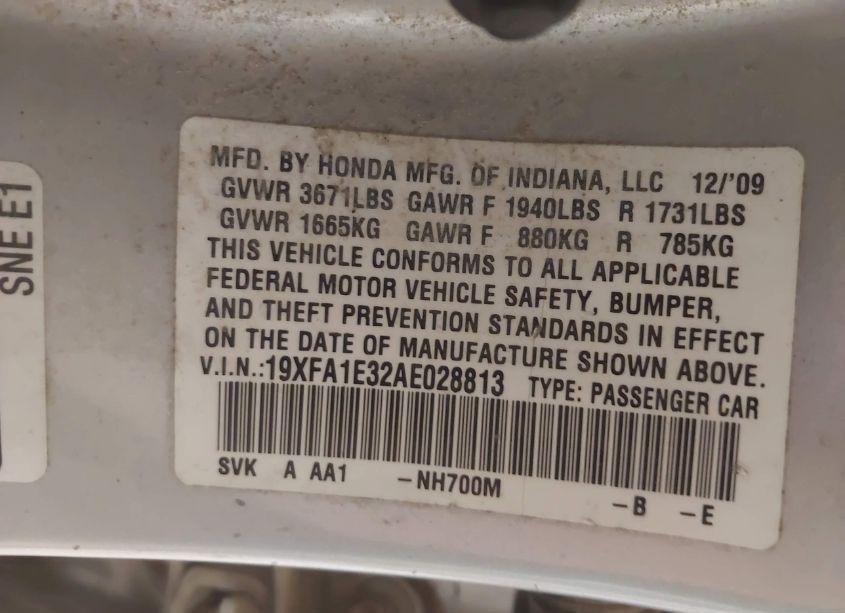 SNE E1
MFD. BY HONDA MFG. OF INDIANA, LLC 12/'09
GVWR 3671LBS GAWR F 1940LBS R 1731LBS
GVWR 1665KG GAWR F 880KG R 785KG
THIS VEHICLE CONFORMS TO ALL APPLICABLE
FEDERAL MOTOR VEHICLE SAFETY, BUMPER,
AND THEFT PREVENTION STANDARDS IN EFFECT
ON THE DATE OF MANUFACTURE SHOWN ABOVE.
V.I.N.:19XFA1E32AE028813 TYPE: PASSENGER CAR
SVK A AA1 -NH700M -B -E